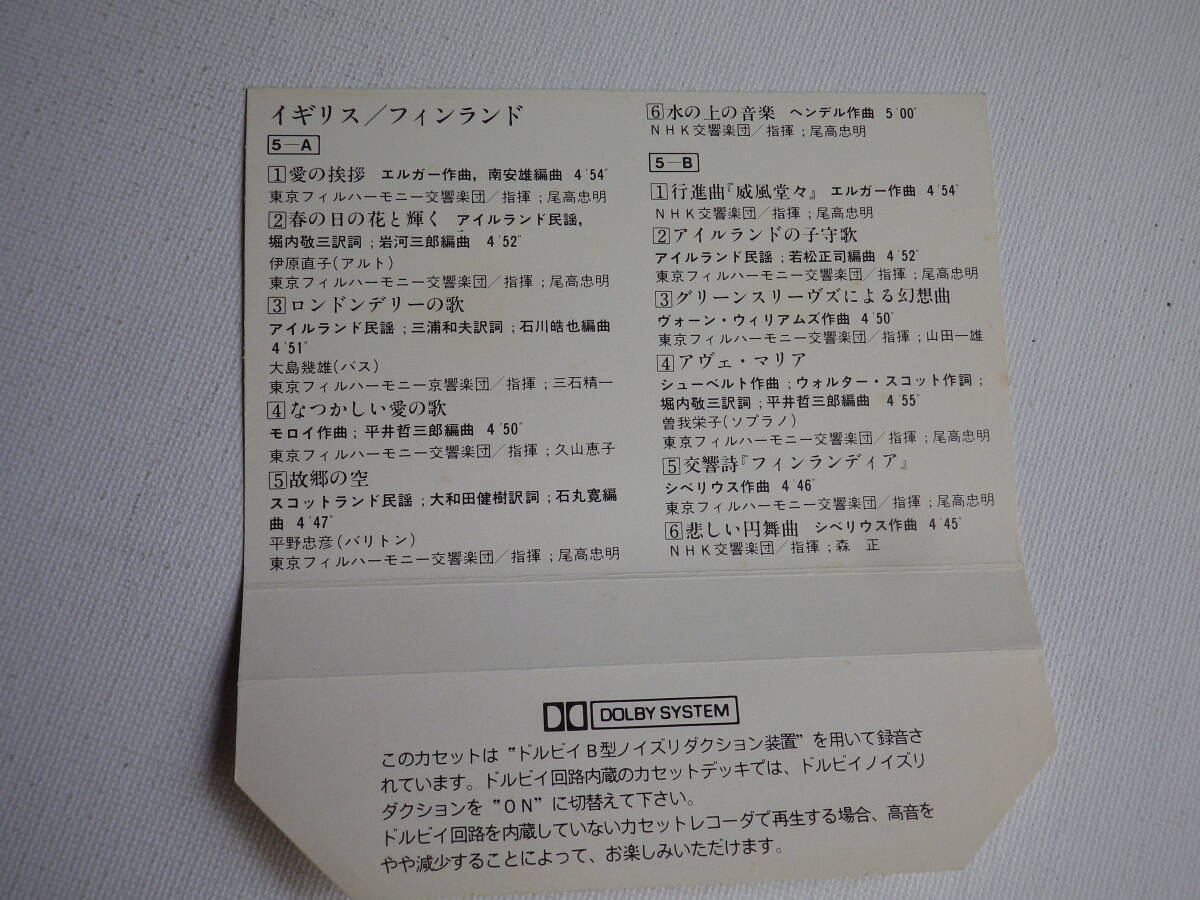 イギリス／フィンランド
5—A
1 愛の挨拶 エルガー作曲，南安雄編曲 4′54″
東京フィルハーモニー交響楽団／指揮；尾高忠明
2 春の日の花と輝く アイルランド民謡，
堀内敬三訳詞；岩河三郎編曲 4′52″
伊原直子（アルト）
東京フィルハーモニー交響楽団／指揮；尾高忠明
3 ロンドンデリーの歌
アイルランド民謡；三浦和夫訳詞；石川皓也編曲
4′51″
大島幾雄（バス）
東京フィルハーモニー京響楽団／指揮；三石精一
4 なつかしい愛の歌
モロイ作曲；平井哲三郎編曲 4′50″
東京フィルハーモニー交響楽団／指揮；久山恵子
5 故郷の空
スコットランド民謡；大和田健樹訳詞；石丸寛編
曲 4′47″
平野忠彦（バリトン）
東京フィルハーモニー交響楽団／指揮；尾高忠明
6 水の上の音楽 ヘンデル作曲 5′00″
NHK交響楽団／指揮；尾高忠明
5—B
1 行進曲『威風堂々』 エルガー作曲 4′54″
NHK交響楽団／指揮；尾高忠明
2 アイルランドの子守歌
アイルランド民謡；若松正司編曲 4′52″
東京フィルハーモニー交響楽団／指揮；尾高忠明
3 グリーンスリーヴズによる幻想曲
ヴォーン・ウィリアムズ作曲 4′50″
東京フィルハーモニー交響楽団／指揮；山田一雄
4 アヴェ・マリア
シューベルト作曲；ウォルター・スコット作詞；
堀内敬三訳詞；平井哲三郎編曲 4′55″
曽我栄子（ソプラノ）
東京フィルハーモニー交響楽団／指揮；尾高忠明
5 交響詩『フィンランディア』
シベリウス作曲 4′46″
東京フィルハーモニー交響楽団／指揮；尾高忠明
6 悲しい円舞曲 シベリウス作曲 4′45″
NHK交響楽団／指揮；森 正
DOLBY SYSTEM
このカセットは“ドルビイB型ノイズリダクション装置”を用いて録音さ
れています。ドルビイ回路内蔵のカセットデッキでは、ドルビイノイズリ
ダクションを“ON”に切替えて下さい。
ドルビイ回路を内蔵していないカセットレコーダで再生する場合、高音を
やや減少することによって、お楽しみいただけます。